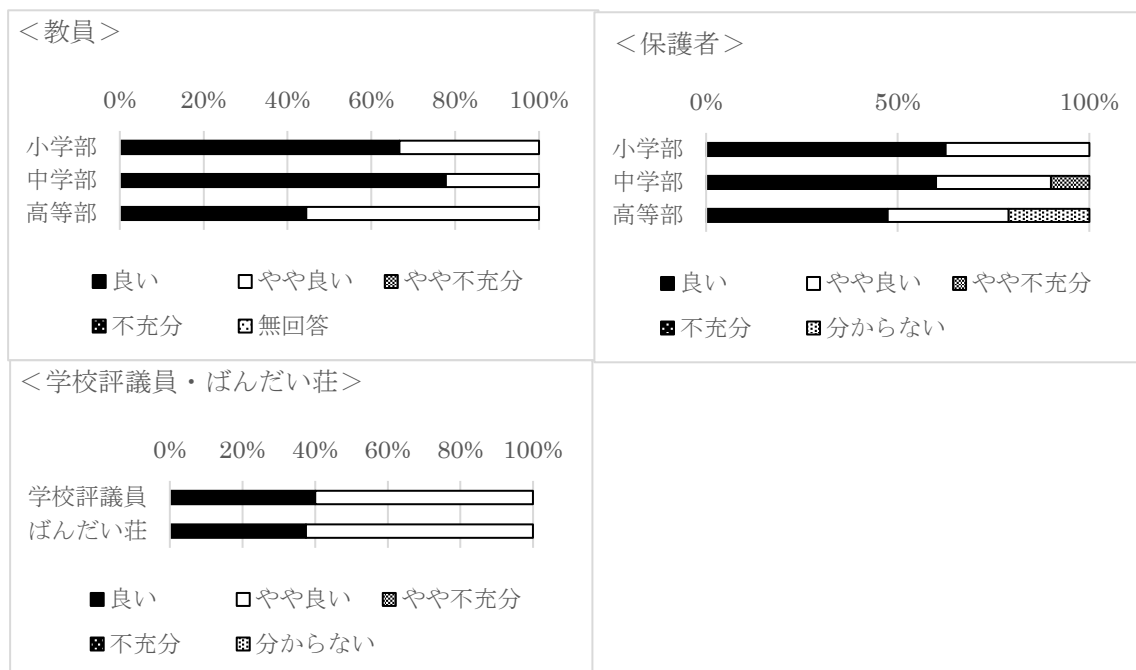 ＜教員＞
0% 20% 40% 60% 80% 100%
小学部
中学部
高等部
良い やや良い やや不充分
不充分 無回答
＜保護者＞
0% 50% 100%
小学部
中学部
高等部
良い やや良い やや不充分
不充分 分からない
＜学校評議員・ばんだい荘＞
0% 20% 40% 60% 80% 100%
学校評議員
ばんだい荘
良い やや良い やや不充分
不充分 分からない